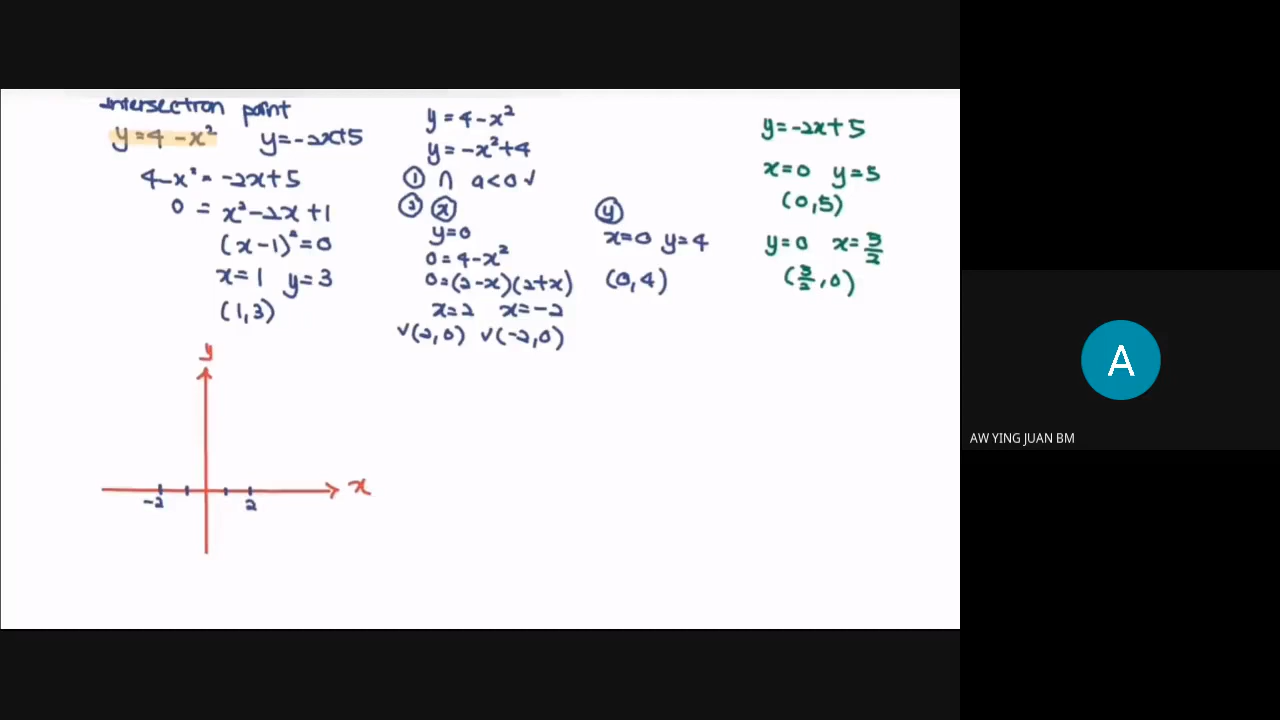 Intersection point
y=4-x² y=-2x+5
4-x² = -2x+5
0 = x²-2x+1
(x-1)²=0
x=1 y=3
(1,3)
y=4-x²
y=-x²+4
① ∩ a<0 ✓
② ⓧ
y=0
0=4-x²
0=(2-x)(2+x)
x=2 x=-2
✓(2,0) ✓(-2,0)
ⓨ
x=0 y=4
(0,4)
y=-2x+5
x=0 y=5
(0,5)
y=0 x=5/2
(5/2,0)
y
x
-2 2
A
AW YING JUAN BM